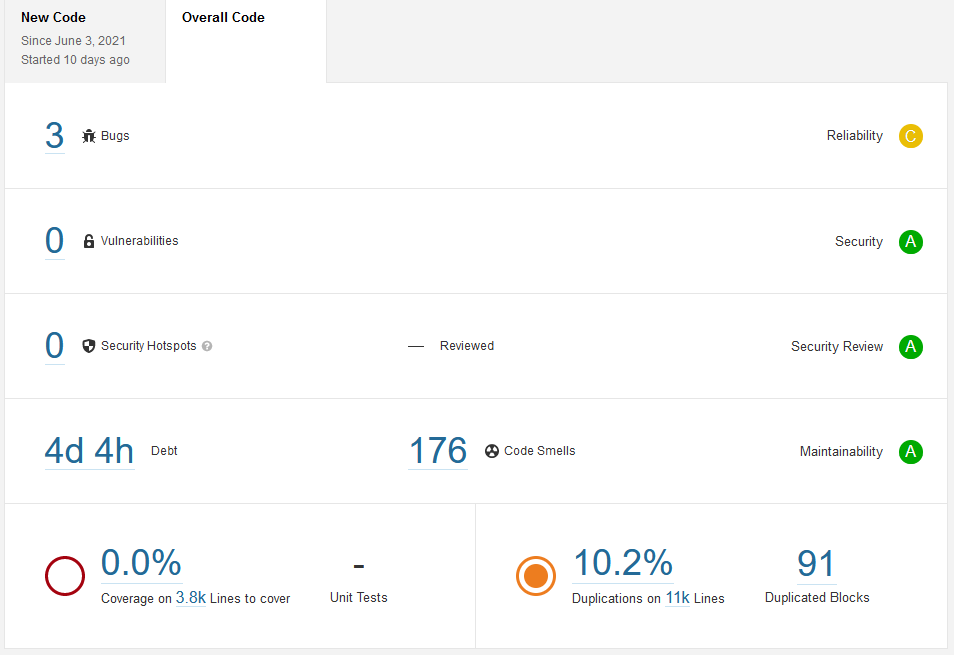 New Code
Since June 3, 2021
Started 10 days ago
Overall Code
3 Bugs
Reliability C
0 Vulnerabilities
Security A
0 Security Hotspots ?
— Reviewed
Security Review A
4d 4h Debt
176 Code Smells
Maintainability A
0.0%
Coverage on 3.8k Lines to cover
-
Unit Tests
10.2%
Duplications on 11k Lines
91
Duplicated Blocks